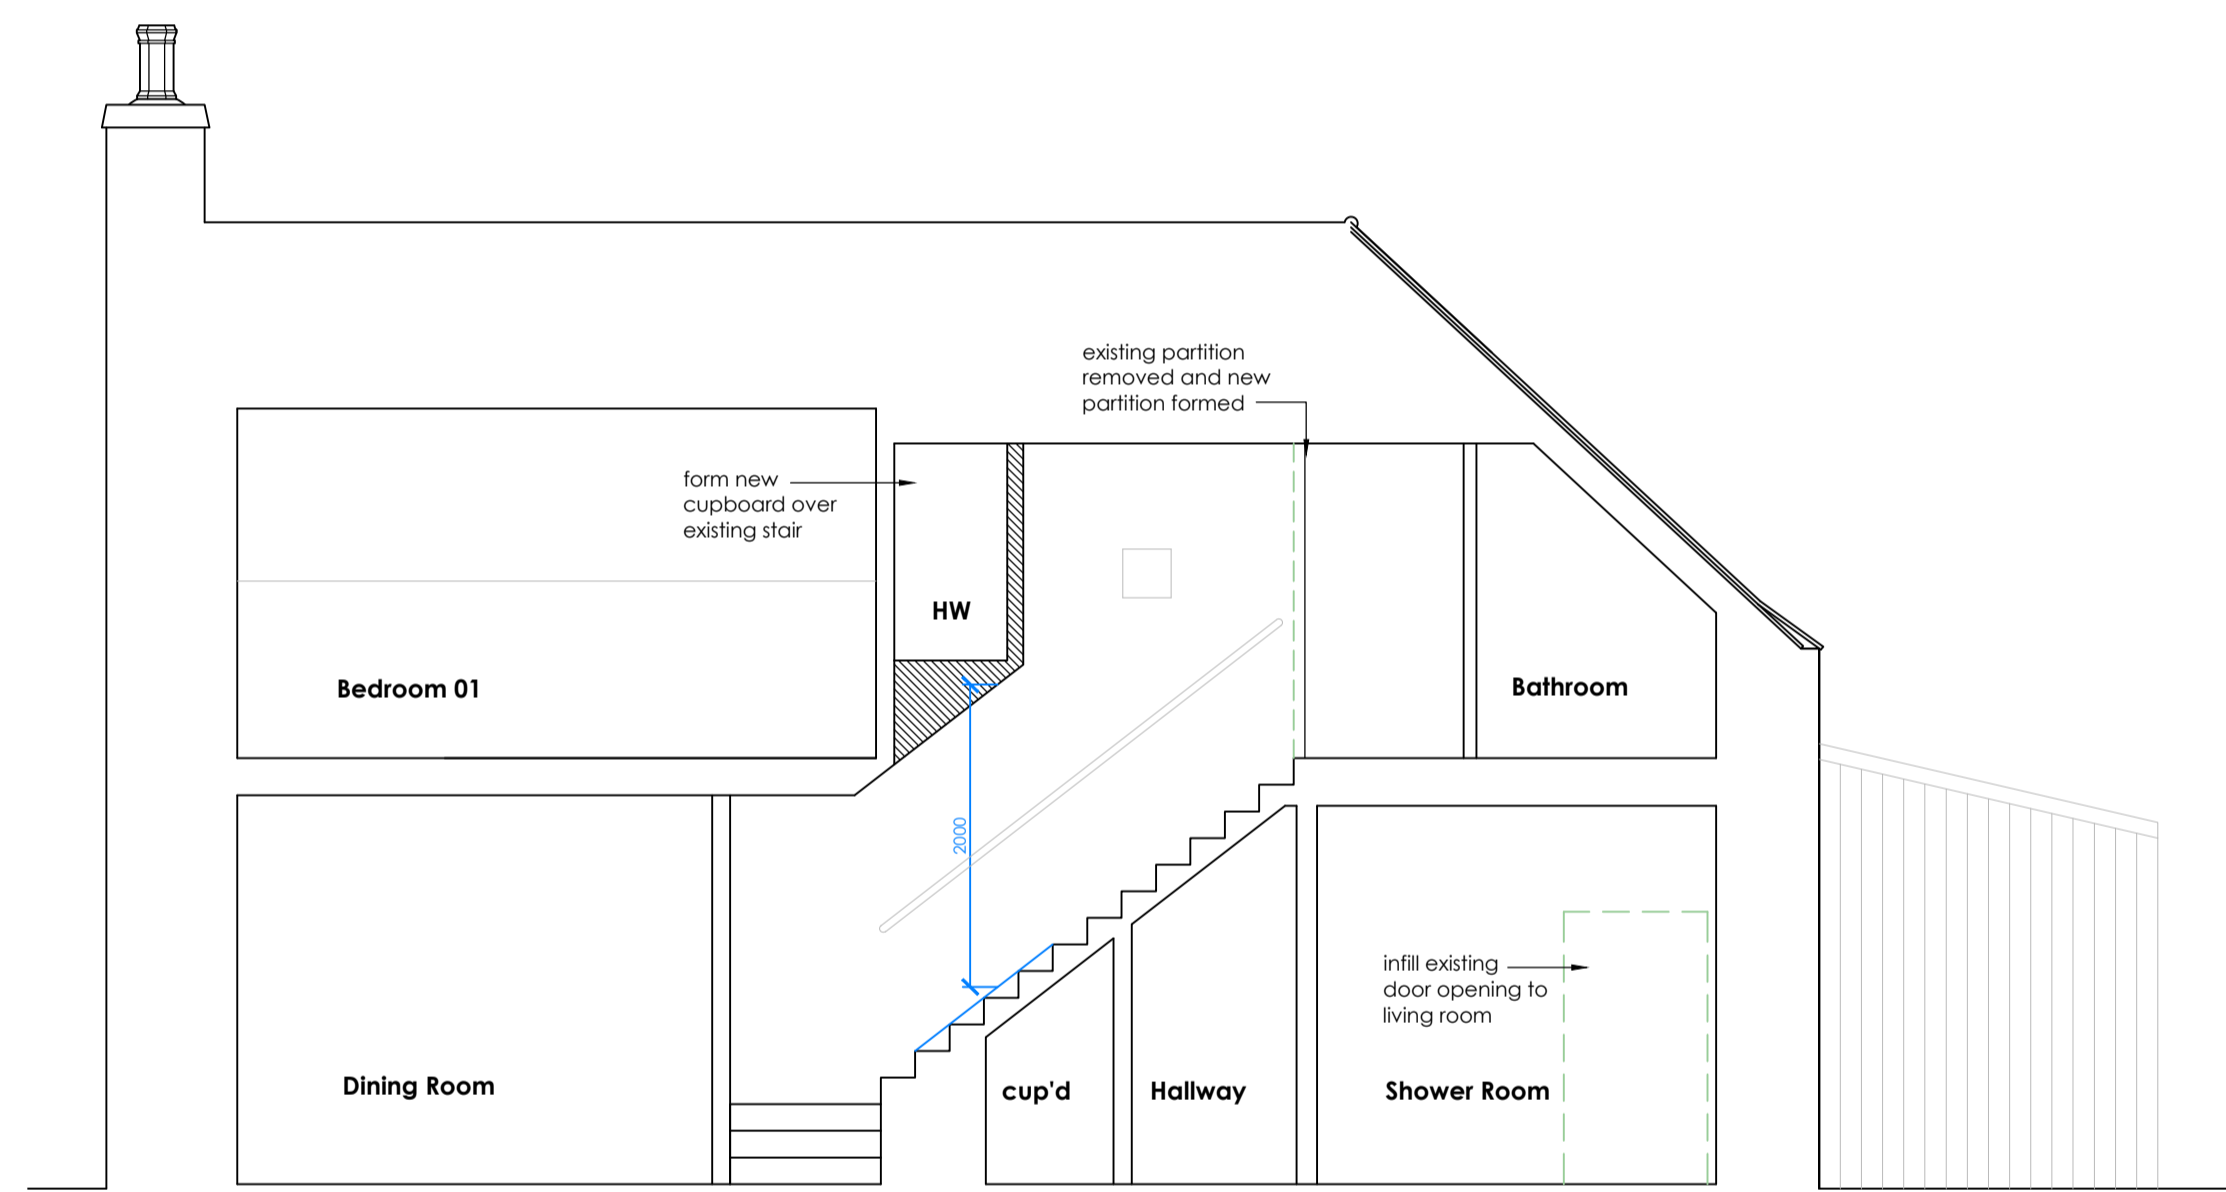 existing partition
removed and new
partition formed
form new
cupboard over
existing stair
HW
Bedroom 01
Bathroom
2000
infill existing
door opening to
living room
Dining Room
cup'd
Hallway
Shower Room